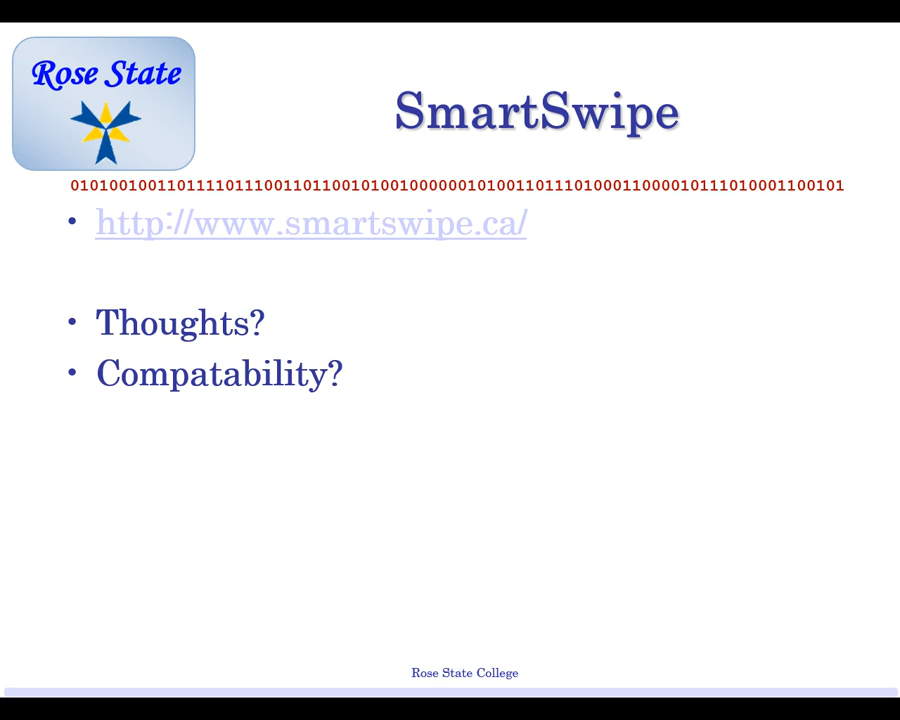 Rose State
SmartSwipe
01010010011011110111001101100101001000000101001101110100011000010111010001100101
• http://www.smartswipe.ca/
• Thoughts?
• Compatability?
Rose State College